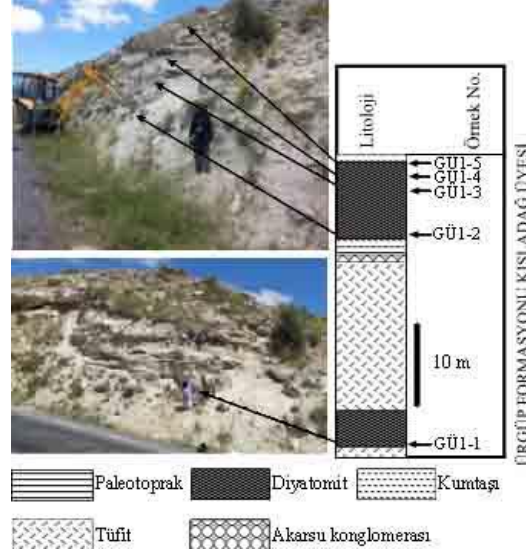 Litoloji
Örnek No.
GÜ1-5
GÜ1-4
GÜ1-3
GÜ1-2
10 m
GÜ1-1
ÜRGÜP FORMASYONU KIŞLADAĞ ÜYESİ
Paleotoprak
Diyatomit
Kumtaşı
Tüfit
Akarsu konglomerası